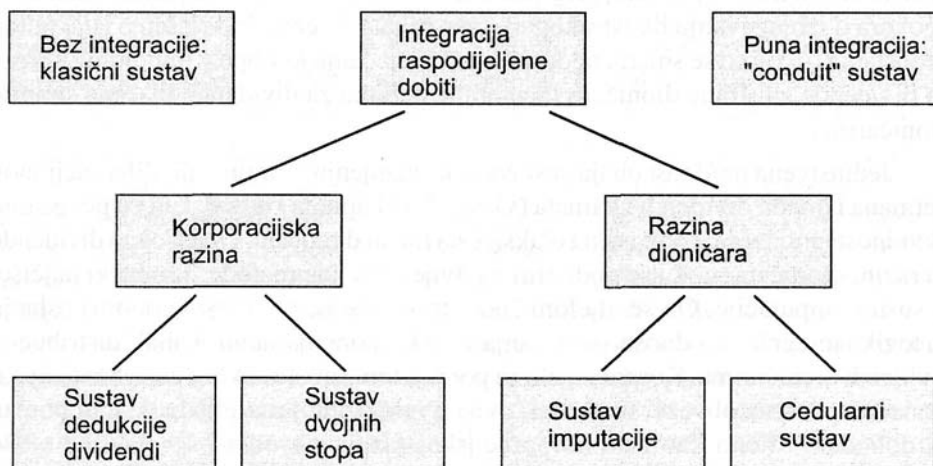 Bez integracije:
klasični sustav
Integracija
raspodijeljene
dobiti
Puna integracija:
"conduit" sustav
Korporacijska
razina
Razina
dioničara
Sustav
dedukcije
dividendi
Sustav
dvojnih
stopa
Sustav
imputacije
Cedularni
sustav